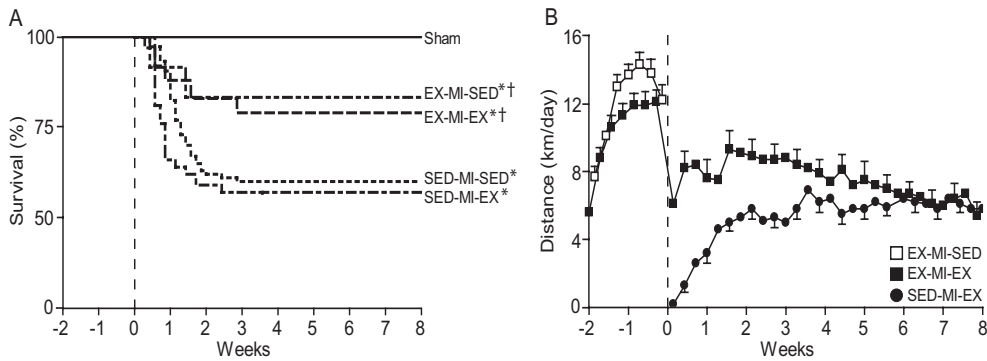 A
Survival (%)
100
75
50
0
-2 -1 0 1 2 3 4 5 6 7 8
Weeks
Sham
EX-MI-SED*†
EX-MI-EX*†
SED-MI-SED*
SED-MI-EX*
B
Distance (km/day)
16
12
8
4
0
-2 -1 0 1 2 3 4 5 6 7 8
Weeks
EX-MI-SED
EX-MI-EX
SED-MI-EX